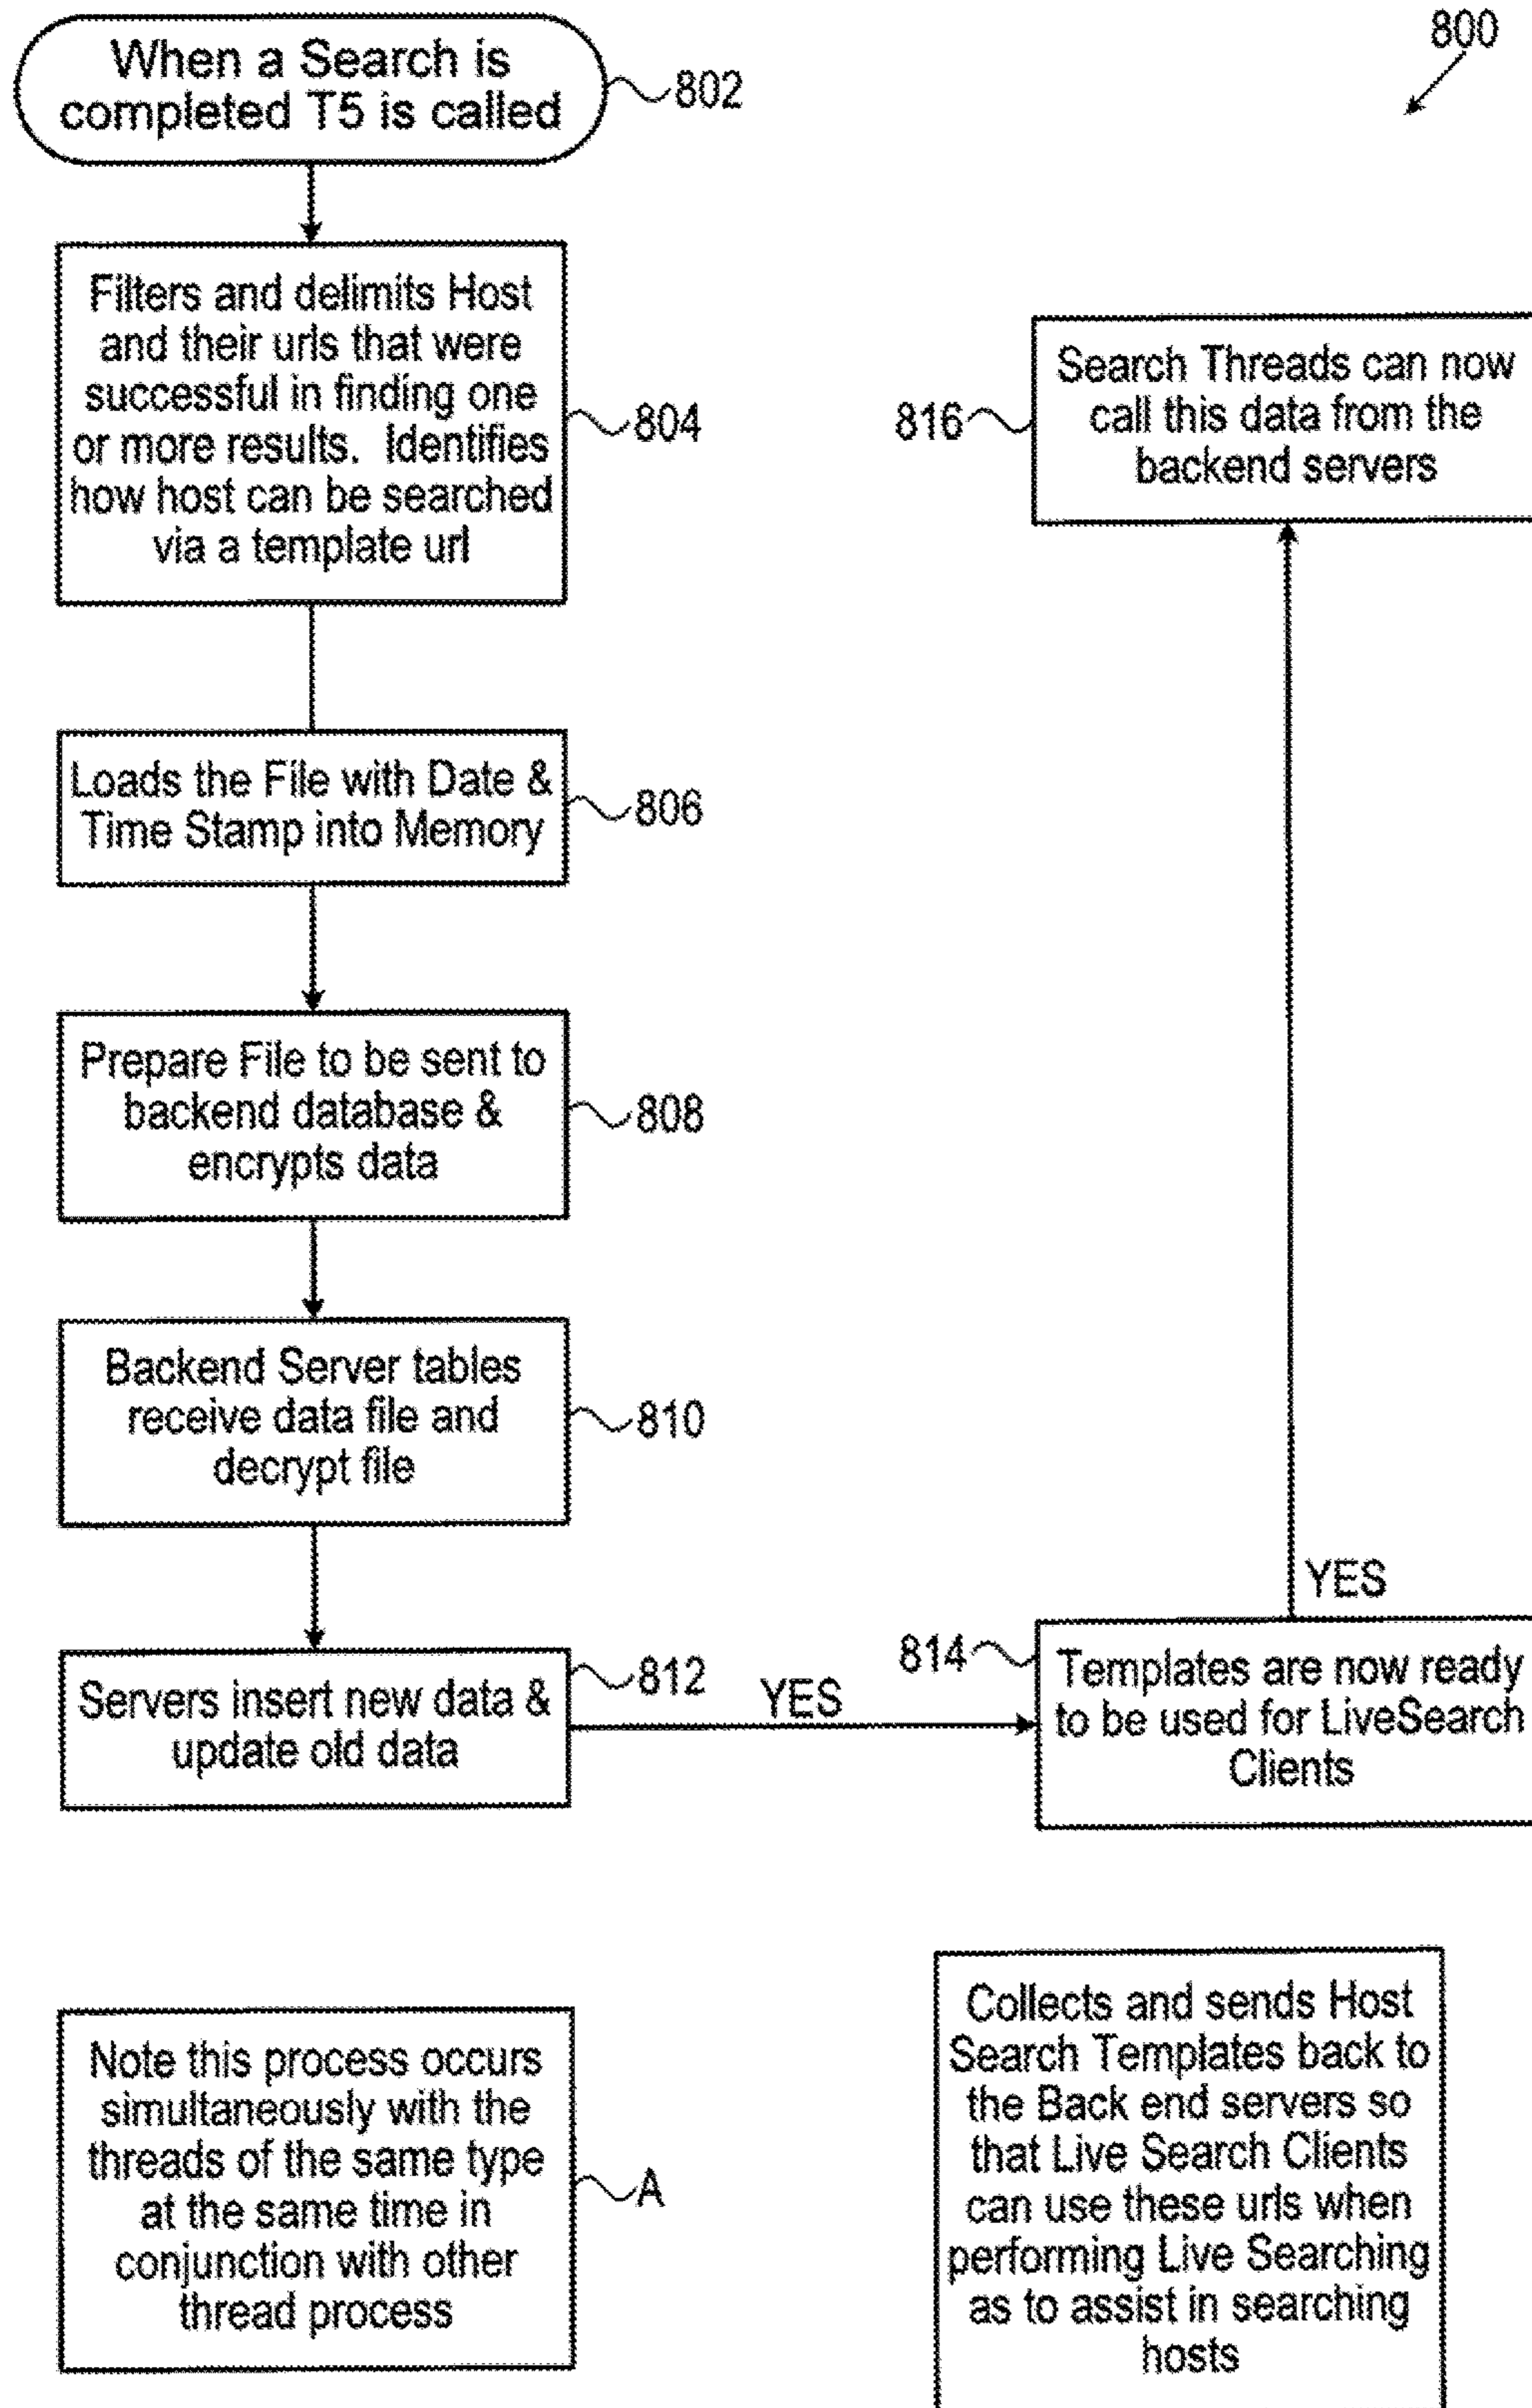 800
When a Search is
completed T5 is called
802
Filters and delimits Host
and their urls that were
successful in finding one
or more results. Identifies
how host can be searched
via a template url
804
Loads the File with Date &
Time Stamp into Memory
806
Prepare File to be sent to
backend database &
encrypts data
808
Backend Server tables
receive data file and
decrypt file
810
Servers insert new data &
update old data
812
YES
814
Templates are now ready
to be used for LiveSearch
Clients
YES
816
Search Threads can now
call this data from the
backend servers
Note this process occurs
simultaneously with the
threads of the same type
at the same time in
conjunction with other
thread process
A
Collects and sends Host
Search Templates back to
the Back end servers so
that Live Search Clients
can use these urls when
performing Live Searching
as to assist in searching
hosts